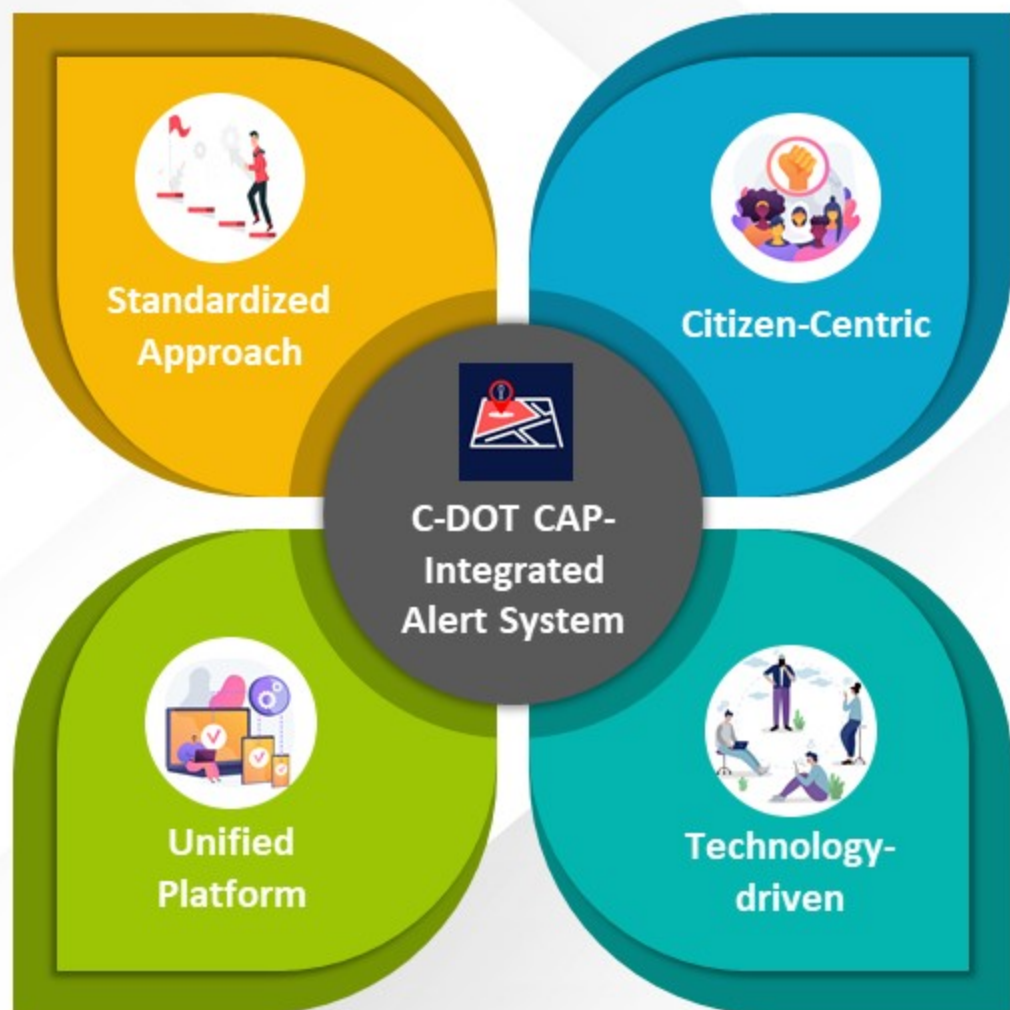 Standardized
Approach
Citizen-Centric
C-DOT CAP-
Integrated
Alert System
Unified
Platform
Technology-
driven